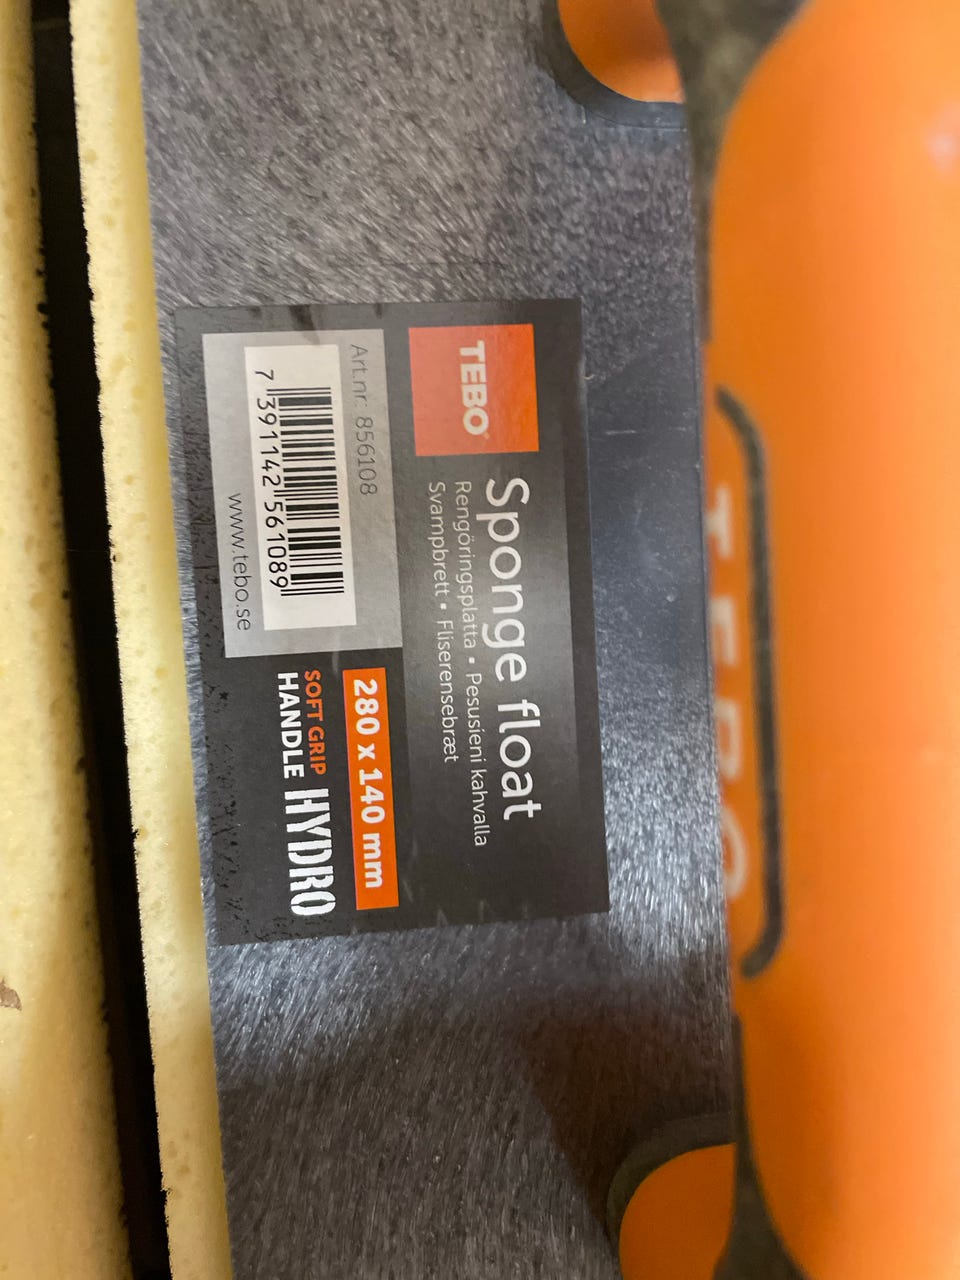 TEBO
Sponge float
Rengöringsplatta • Pesusieni kahvalla
Svampbrett • Fliserensebræt
Art.nr: 856108
7 391142 561089
www.tebo.se
280 x 140 mm
SOFT GRIP
HANDLE HYDRO
TEBO